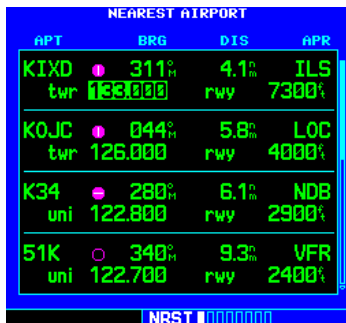 NEAREST AIRPORT
APT BRG DIS APR
KIXD 311°M 4.1nm ILS
twr 133.000 rwy 7300ft
KOJC 044°M 5.8nm LOC
twr 126.000 rwy 4000ft
K34 280°M 6.1nm NDB
uni 122.800 rwy 2900ft
51K 340°M 9.3nm VFR
uni 122.700 rwy 2400ft
NRST